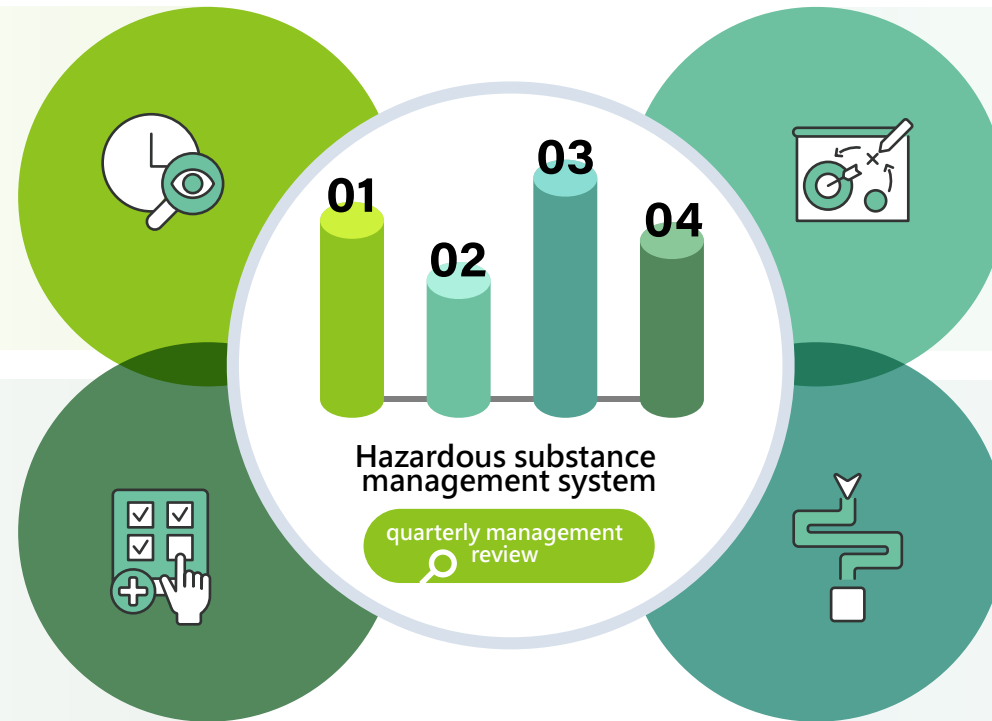 01
02
03
04
Hazardous substance
management system
quarterly management
review